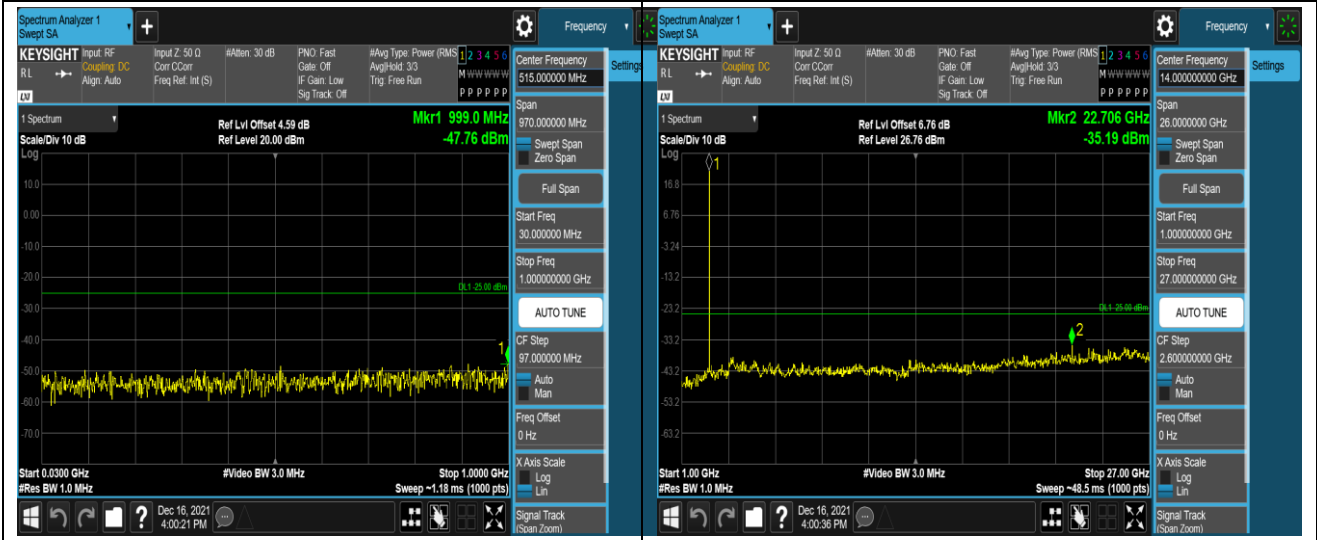 Spectrum Analyzer 1
Swept SA
Frequency
KEYSIGHT
RL
LXI
Input: RF
Coupling: DC
Align: Auto
Input Z: 50 Ω
Corr CCorr
Freq Ref: Int (S)
#Atten: 30 dB
PNO: Fast
Gate: Off
IF Gain: Low
Sig Track: Off
#Avg Type: Power (RMS
Avg|Hold: 3/3
Trig: Free Run
1 2 3 4 5 6
M W W W W W
P P P P P P
Center Frequency
515.000000 MHz
Settings
1 Spectrum
Scale/Div 10 dB
Log
Ref Lvl Offset 4.59 dB
Ref Level 20.00 dBm
Mkr1 999.0 MHz
-47.76 dBm
Span
970.000000 MHz
Swept Span
Zero Span
Full Span
Start Freq
30.000000 MHz
Stop Freq
1.000000000 GHz
AUTO TUNE
CF Step
97.000000 MHz
Auto
Man
Freq Offset
0 Hz
X Axis Scale
Log
Lin
Signal Track
(Span Zoom)
10.0
0.00
-10.0
-20.0
DL1 -25.00 dBm
-30.0
-40.0
1
-50.0
-60.0
-70.0
Start 0.0300 GHz
#Res BW 1.0 MHz
#Video BW 3.0 MHz
Stop 1.0000 GHz
Sweep ~1.18 ms (1000 pts)
Dec 16, 2021
4:00:21 PM
Spectrum Analyzer 1
Swept SA
Frequency
KEYSIGHT
RL
LXI
Input: RF
Coupling: DC
Align: Auto
Input Z: 50 Ω
Corr CCorr
Freq Ref: Int (S)
#Atten: 30 dB
PNO: Fast
Gate: Off
IF Gain: Low
Sig Track: Off
#Avg Type: Power (RMS
Avg|Hold: 3/3
Trig: Free Run
1 2 3 4 5 6
M W W W W W
P P P P P P
Center Frequency
14.000000000 GHz
Settings
1 Spectrum
Scale/Div 10 dB
Log
Ref Lvl Offset 6.76 dB
Ref Level 26.76 dBm
Mkr2 22.706 GHz
-35.19 dBm
Span
26.0000000 GHz
Swept Span
Zero Span
Full Span
Start Freq
1.000000000 GHz
Stop Freq
27.000000000 GHz
AUTO TUNE
CF Step
2.600000000 GHz
Auto
Man
Freq Offset
0 Hz
X Axis Scale
Log
Lin
Signal Track
(Span Zoom)
1
16.8
6.76
-3.24
-13.2
-23.2
DL1 -25.00 dBm
2
-33.2
-43.2
-53.2
-63.2
Start 1.00 GHz
#Res BW 1.0 MHz
#Video BW 3.0 MHz
Stop 27.00 GHz
Sweep ~48.5 ms (1000 pts)
Dec 16, 2021
4:00:36 PM